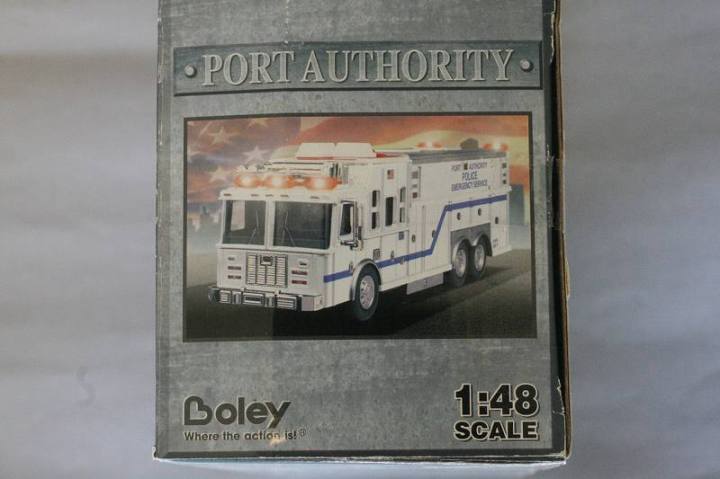 PORT AUTHORITY
PORT AUTHORITY
POLICE
EMERGENCY SERVICE
Boley
Where the action is!®
1:48
SCALE